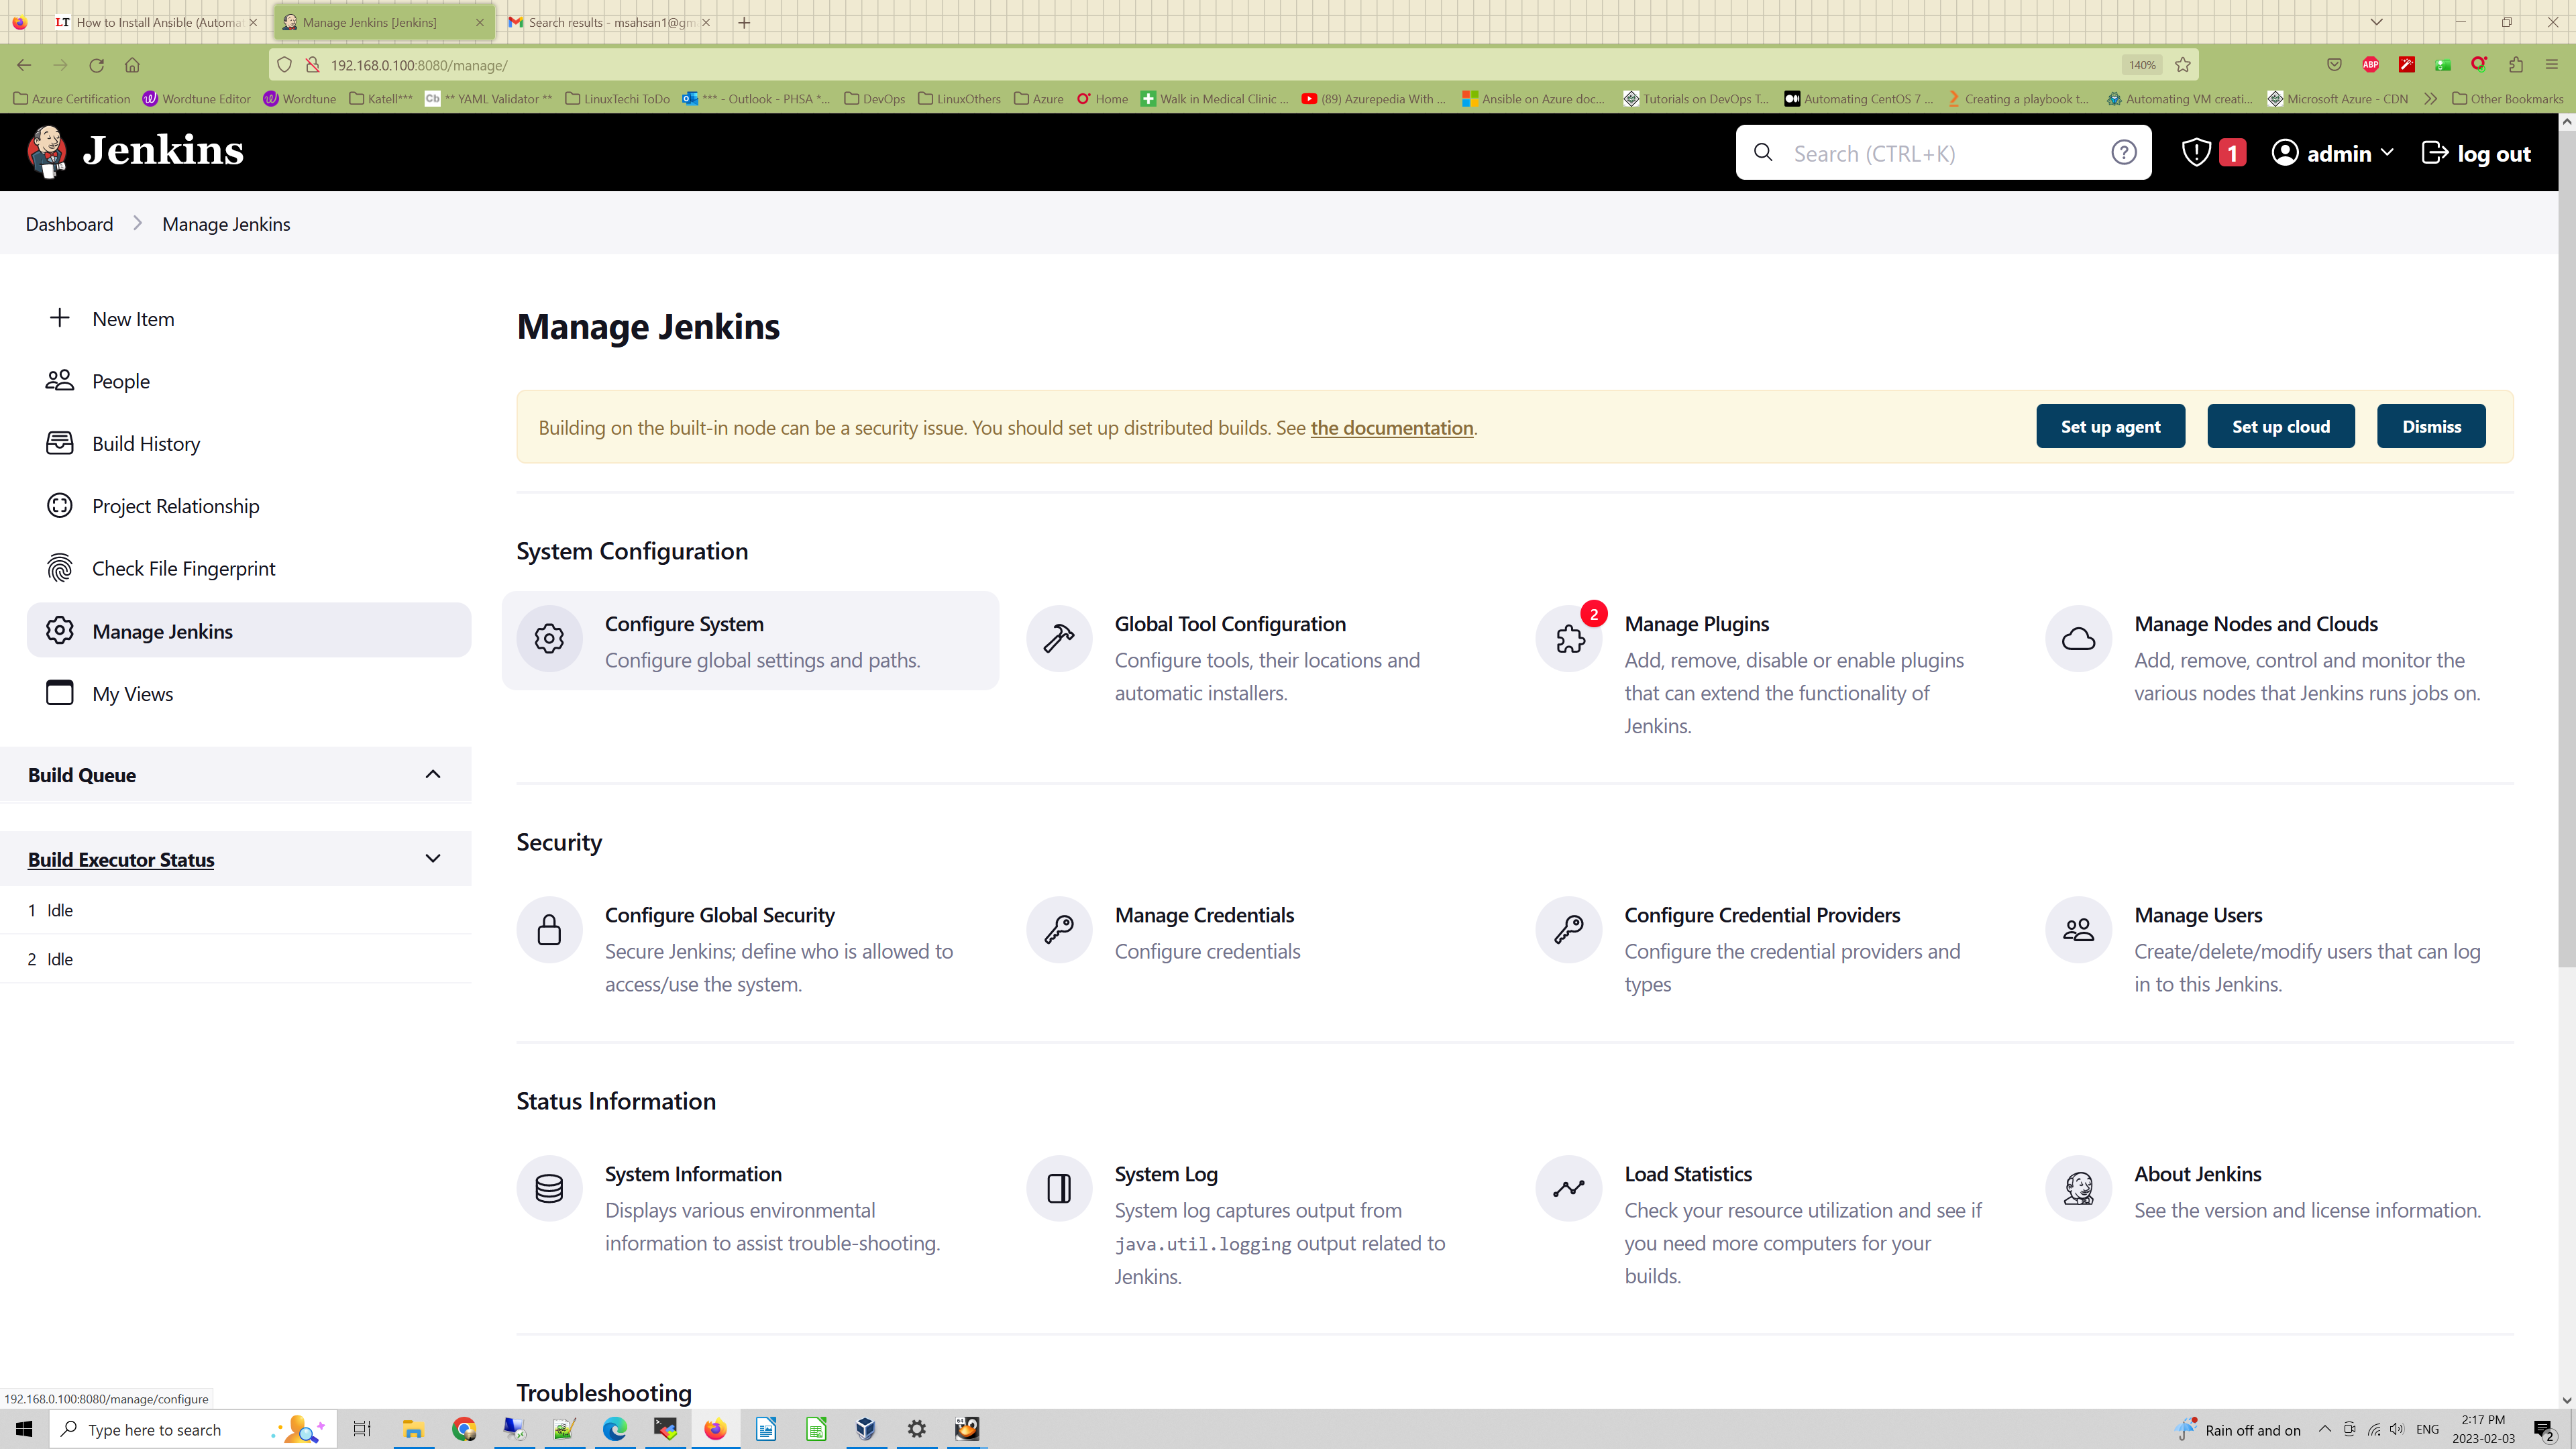 LT How to Install Ansible (Automat
Manage Jenkins [Jenkins]
Search results - msahsan1@gm
192.168.0.100:8080/manage/
140%
ABP
Azure Certification
Wordtune Editor
Wordtune
Katell***
Cb ** YAML Validator **
LinuxTechi ToDo
*** - Outlook - PHSA *...
DevOps
LinuxOthers
Azure
Home
Walk in Medical Clinic ...
(89) Azurepedia With ...
Ansible on Azure doc...
Tutorials on DevOps T...
Automating CentOS 7 ...
Creating a playbook t...
Automating VM creati...
Microsoft Azure - CDN
Other Bookmarks
Jenkins
Search (CTRL+K)
1
admin
log out
Dashboard
Manage Jenkins
New Item
People
Build History
Project Relationship
Check File Fingerprint
Manage Jenkins
My Views
Build Queue
Build Executor Status
1 Idle
2 Idle
Manage Jenkins
Building on the built-in node can be a security issue. You should set up distributed builds. See the documentation.
Set up agent
Set up cloud
Dismiss
System Configuration
Configure System
Configure global settings and paths.
Global Tool Configuration
Configure tools, their locations and
automatic installers.
2
Manage Plugins
Add, remove, disable or enable plugins
that can extend the functionality of
Jenkins.
Manage Nodes and Clouds
Add, remove, control and monitor the
various nodes that Jenkins runs jobs on.
Security
Configure Global Security
Secure Jenkins; define who is allowed to
access/use the system.
Manage Credentials
Configure credentials
Configure Credential Providers
Configure the credential providers and
types
Manage Users
Create/delete/modify users that can log
in to this Jenkins.
Status Information
System Information
Displays various environmental
information to assist trouble-shooting.
System Log
System log captures output from
java.util.logging output related to
Jenkins.
Load Statistics
Check your resource utilization and see if
you need more computers for your
builds.
About Jenkins
See the version and license information.
Troubleshooting
192.168.0.100:8080/manage/configure
Type here to search
Rain off and on
ENG
2:17 PM
2023-02-03
2